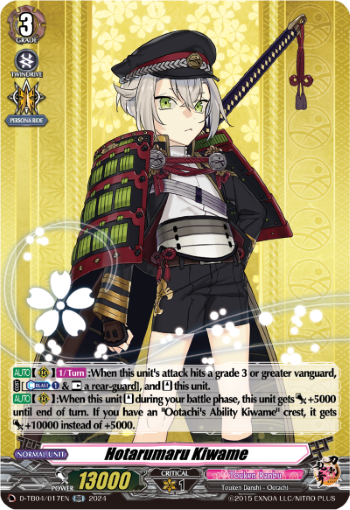 3
GRADE
TWINDRIVE
PERSONA RIDE
AUTO 1/Turn :When this unit's attack hits a grade 3 or greater vanguard,
[ 1 & a rear-guard], and this unit.
AUTO :When this unit during your battle phase, this unit gets +5000
until end of turn. If you have an "Ootachi's Ability Kiwame" crest, it gets
+10000 instead of +5000.
NORMAL UNIT
Hotarumaru Kiwame
POWER 13000 CRITICAL 1
Touken Ranbu
Touken Danshi - Ootachi
D-TB04/017EN 2024 ©2015 EXNOA LLC/NITRO PLUS